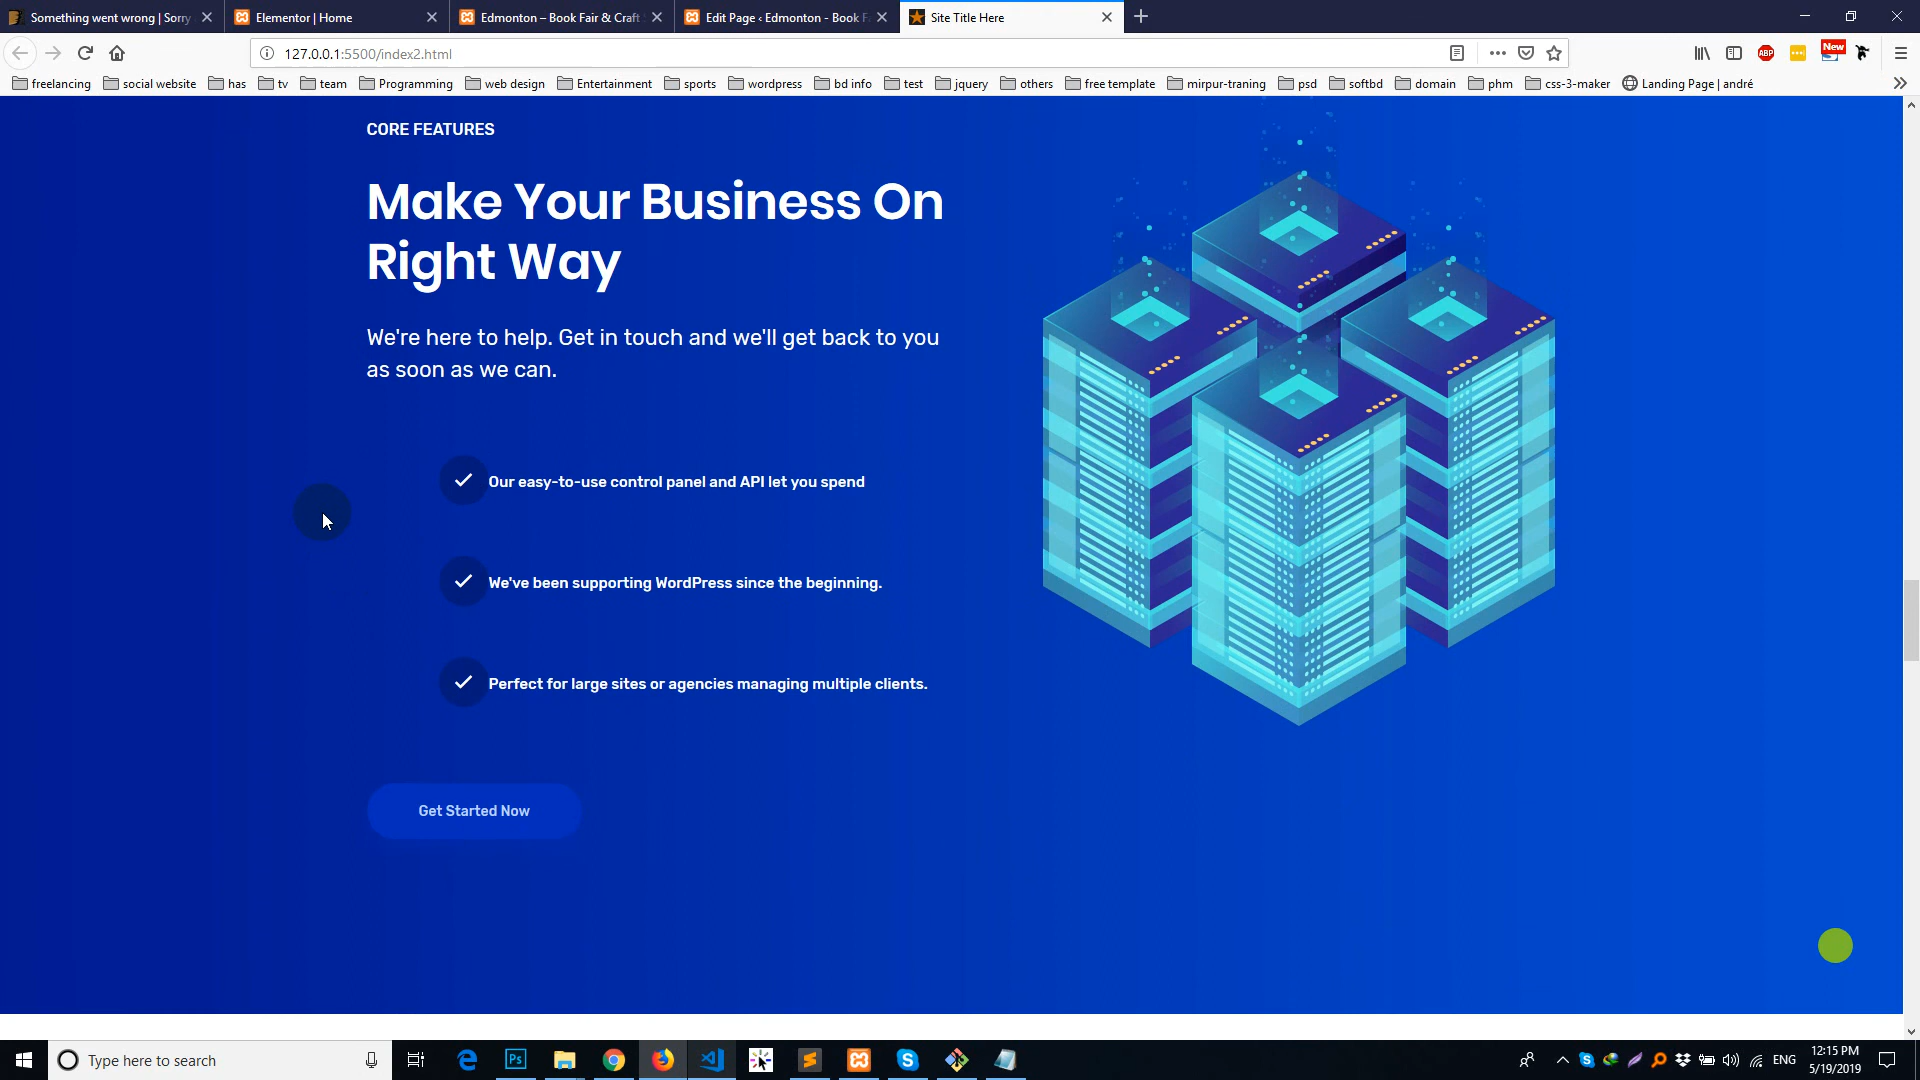 Something went wrong | Sorry
Elementor | Home
Edmonton – Book Fair & Craft
Edit Page ‹ Edmonton - Book F
Site Title Here
127.0.0.1:5500/index2.html
ABP
New
freelancing
social website
has
tv
team
Programming
web design
Entertainment
sports
wordpress
bd info
test
jquery
others
free template
mirpur-traning
psd
softbd
domain
phm
css-3-maker
Landing Page | andré
CORE FEATURES
Make Your Business On
Right Way
We're here to help. Get in touch and we'll get back to you
as soon as we can.
Our easy-to-use control panel and API let you spend
We've been supporting WordPress since the beginning.
Perfect for large sites or agencies managing multiple clients.
Get Started Now
Type here to search
Ps
ENG
12:15 PM
5/19/2019